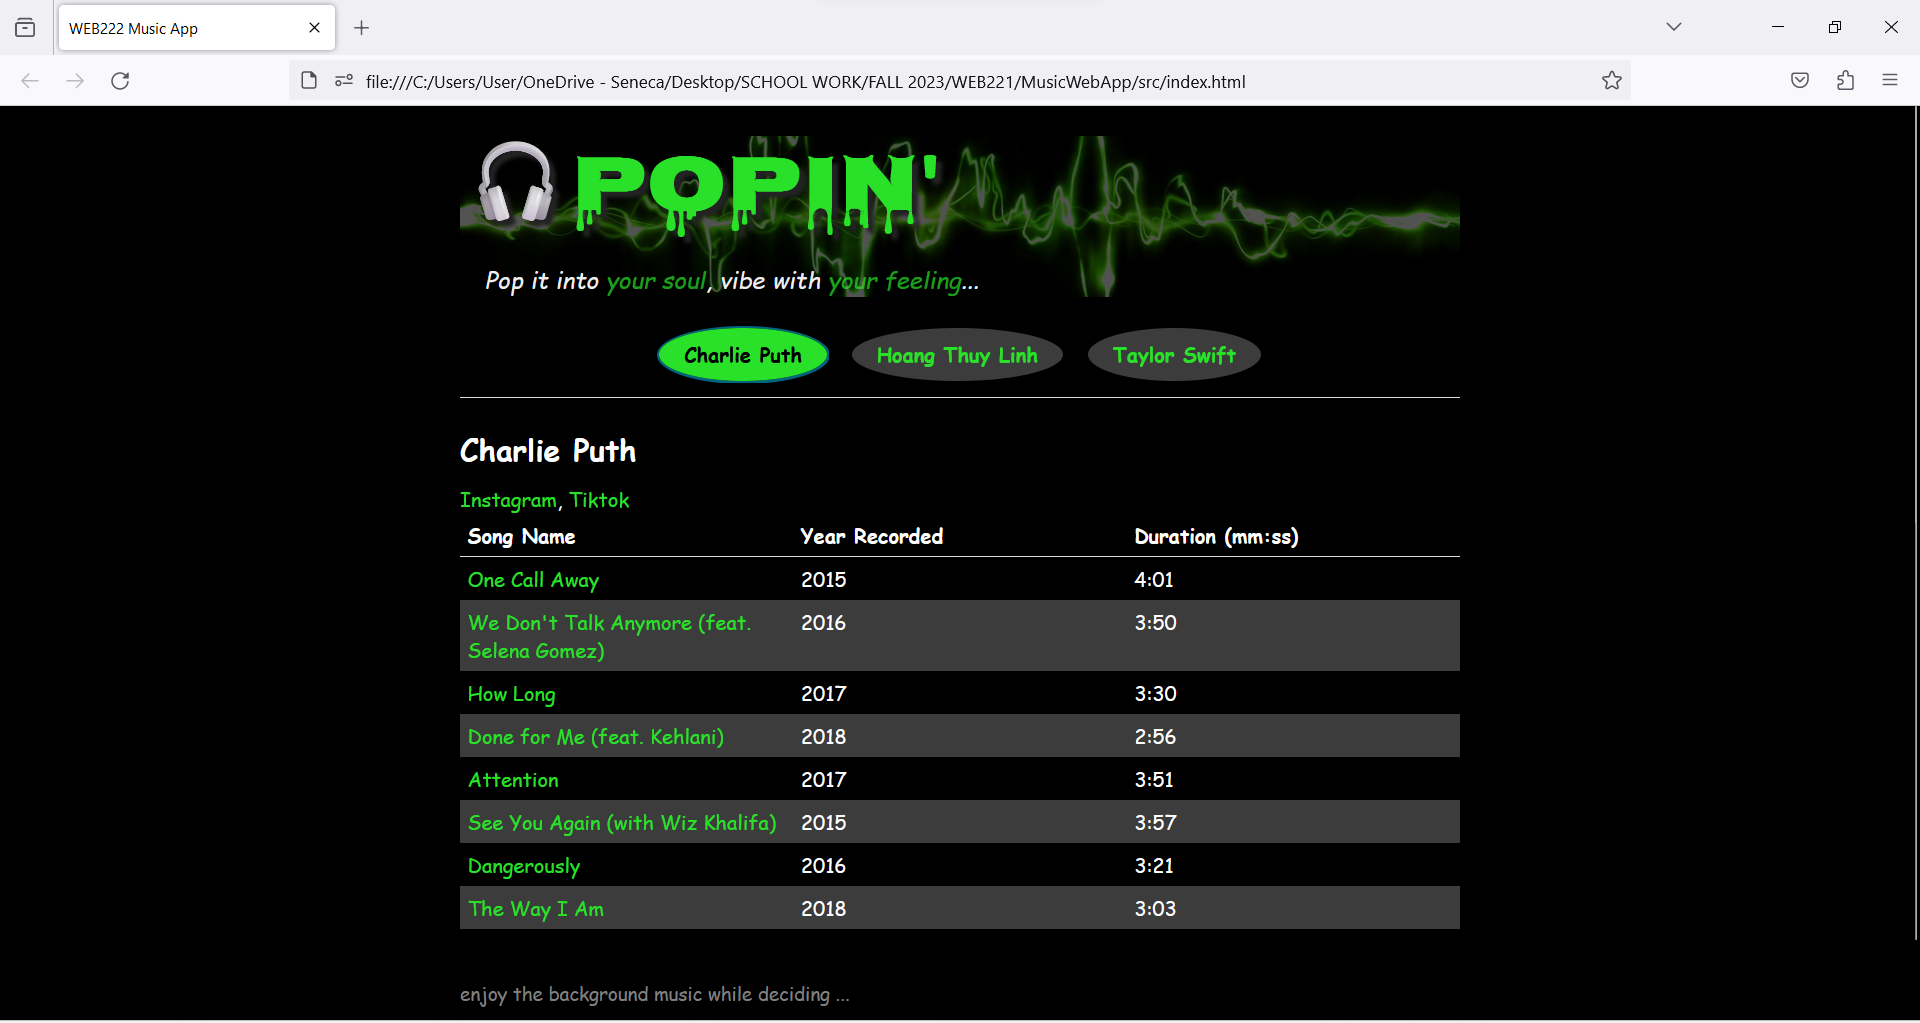 WEB222 Music App
file:///C:/Users/User/OneDrive - Seneca/Desktop/SCHOOL WORK/FALL 2023/WEB221/MusicWebApp/src/index.html
POPIN'
Pop it into your soul, vibe with your feeling...
Charlie Puth Hoang Thuy Linh Taylor Swift
Charlie Puth
Instagram, Tiktok
Song Name Year Recorded Duration (mm:ss)
One Call Away 2015 4:01
We Don't Talk Anymore (feat. 2016 3:50
Selena Gomez)
How Long 2017 3:30
Done for Me (feat. Kehlani) 2018 2:56
Attention 2017 3:51
See You Again (with Wiz Khalifa) 2015 3:57
Dangerously 2016 3:21
The Way I Am 2018 3:03
enjoy the background music while deciding ...